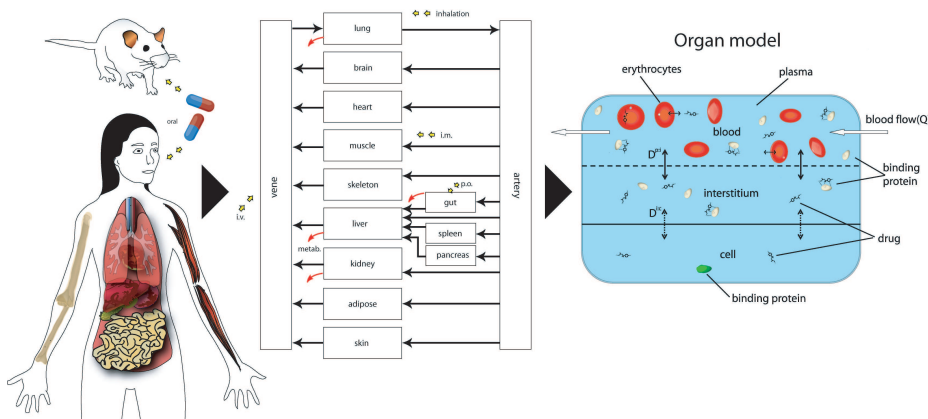 oral
i.v.
vene
lung
inhalation
brain
heart
muscle
i.m.
skeleton
p.o.
gut
liver
spleen
metab.
pancreas
kidney
adipose
skin
artery
Organ model
erythrocytes
plasma
blood
blood flow(Q
binding
protein
interstitium
drug
cell
binding protein